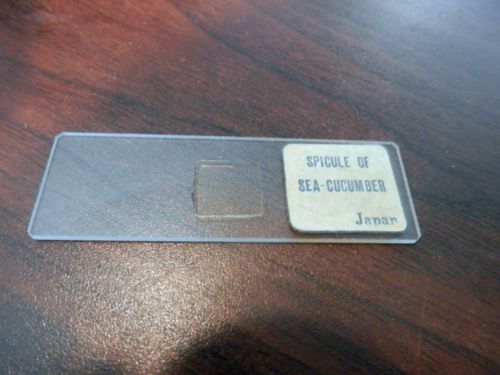 SPICULE OF
SEA-CUCUMBER
Japan